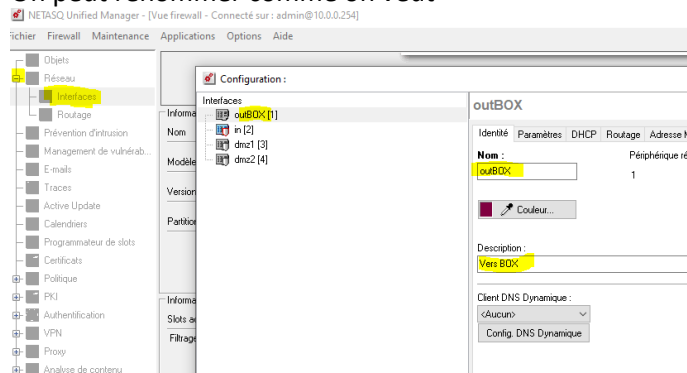 On peut renommer comme on veut
NETASQ Unified Manager - [Vue firewall - Connecté sur : admin@10.0.0.254]
Fichier Firewall Maintenance Applications Options Aide
Objets
Réseau
Interfaces
Routage
Prévention d'intrusion
Management de vulnérab...
E-mails
Traces
Active Update
Calendriers
Programmateur de slots
Certificats
Politique
PKI
Authentification
VPN
Proxy
Analyse de contenu
Informa
Nom
Modèle
Version
Partition
Informa
Slots a
Filtrage
Configuration :
Interfaces
outBOX [1]
in [2]
dmz1 [3]
dmz2 [4]
outBOX
Identité Paramètres DHCP Routage Adresse M
Nom : Périphérique ré
outBOX 1
Couleur...
Description :
Vers BOX
Client DNS Dynamique :
<Aucun>
Config. DNS Dynamique